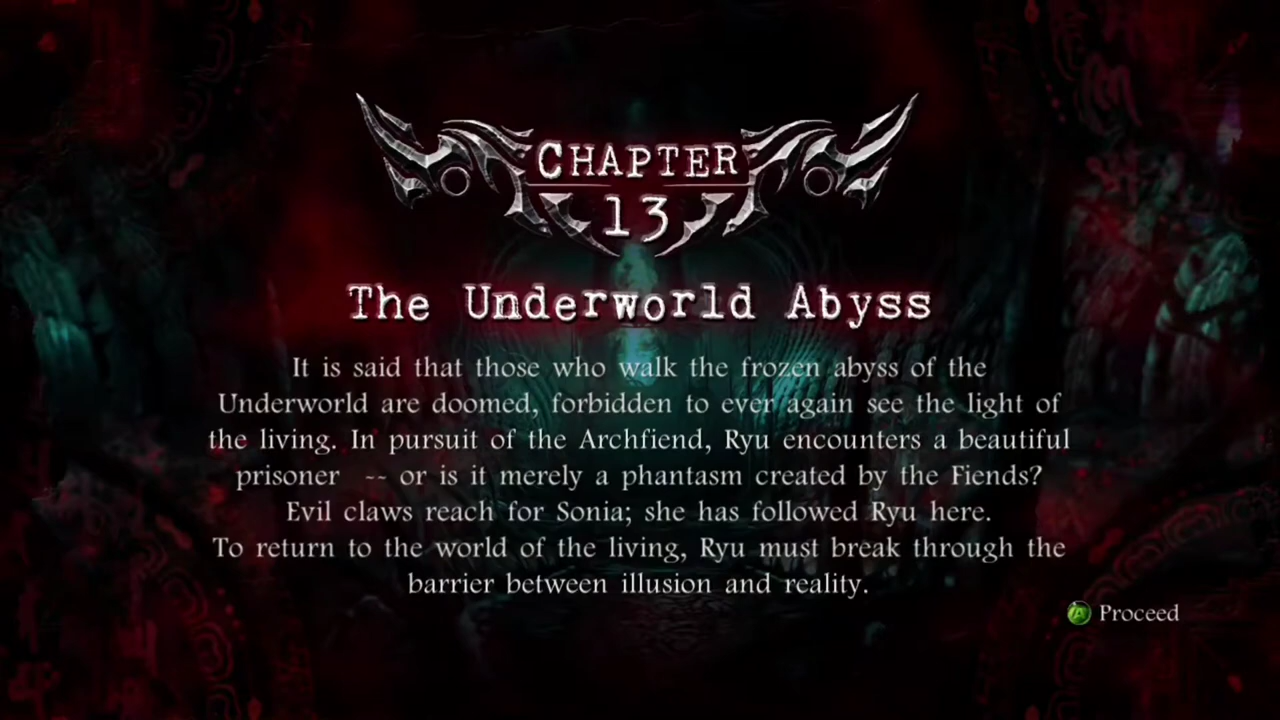 CHAPTER
13
The Underworld Abyss
It is said that those who walk the frozen abyss of the
Underworld are doomed, forbidden to ever again see the light of
the living. In pursuit of the Archfiend, Ryu encounters a beautiful
prisoner -- or is it merely a phantasm created by the Fiends?
Evil claws reach for Sonia; she has followed Ryu here.
To return to the world of the living, Ryu must break through the
barrier between illusion and reality.
A Proceed